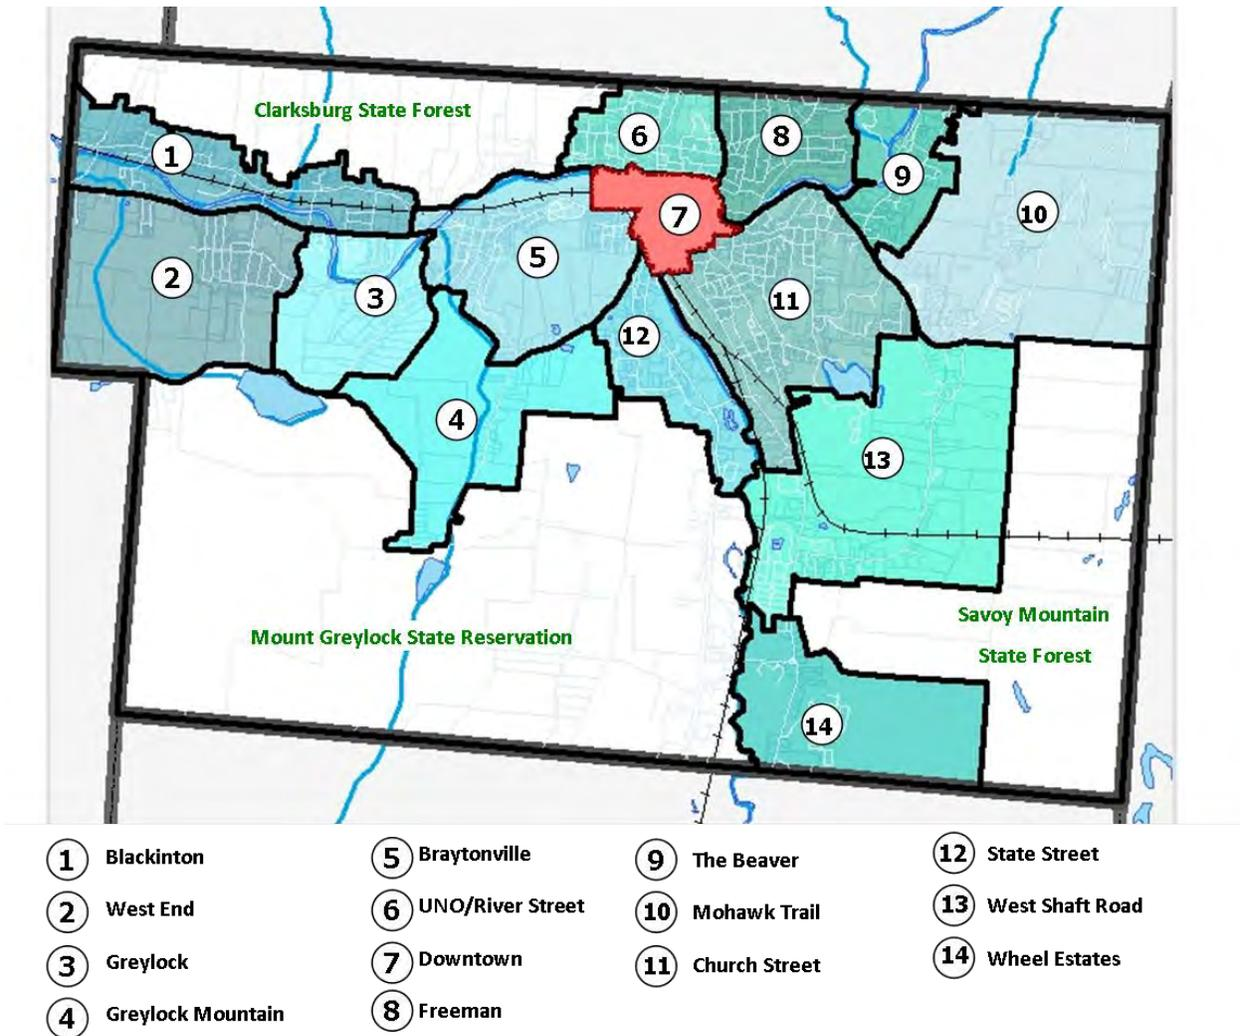 Clarksburg State Forest
1
6
8
9
7
10
5
2
3
11
12
4
13
Savoy Mountain
State Forest
Mount Greylock State Reservation
14
1 Blackinton
2 West End
3 Greylock
4 Greylock Mountain
5 Braytonville
6 UNO/River Street
7 Downtown
8 Freeman
9 The Beaver
10 Mohawk Trail
11 Church Street
12 State Street
13 West Shaft Road
14 Wheel Estates